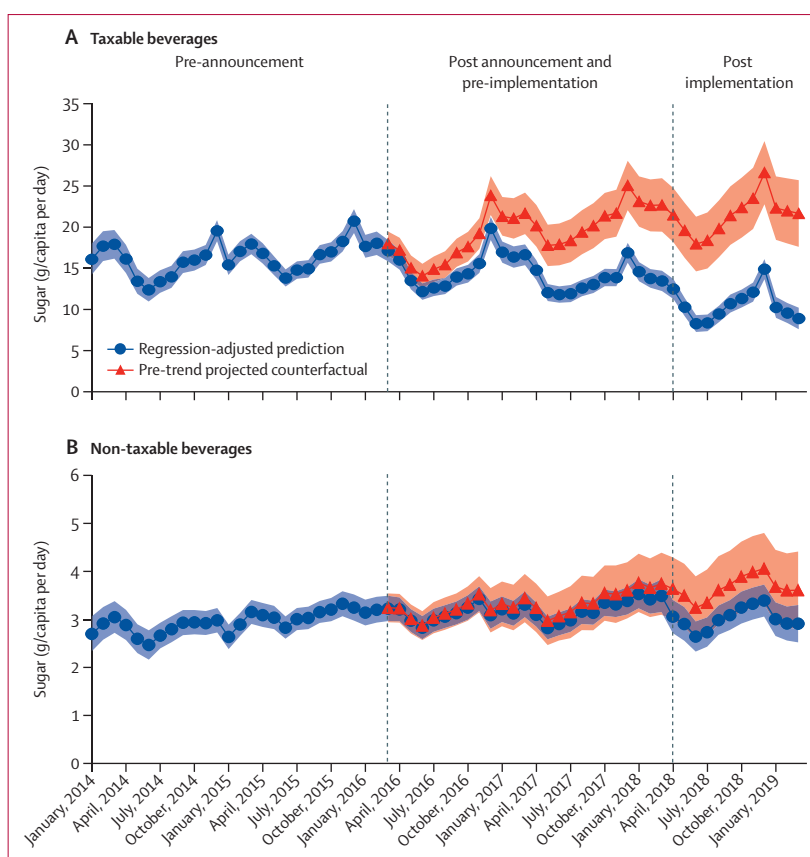 A Taxable beverages
Pre-announcement
Post announcement and
pre-implementation
Post
implementation
35
30
25
20
15
10
5
0
Sugar (g/capita per day)
Regression-adjusted prediction
Pre-trend projected counterfactual
B Non-taxable beverages
6
5
4
3
2
1
0
Sugar (g/capita per day)
January, 2014
April, 2014
July, 2014
October, 2014
January, 2015
April, 2015
July, 2015
October, 2015
January, 2016
April, 2016
July, 2016
October, 2016
January, 2017
April, 2017
July, 2017
October, 2017
January, 2018
April, 2018
July, 2018
October, 2018
January, 2019